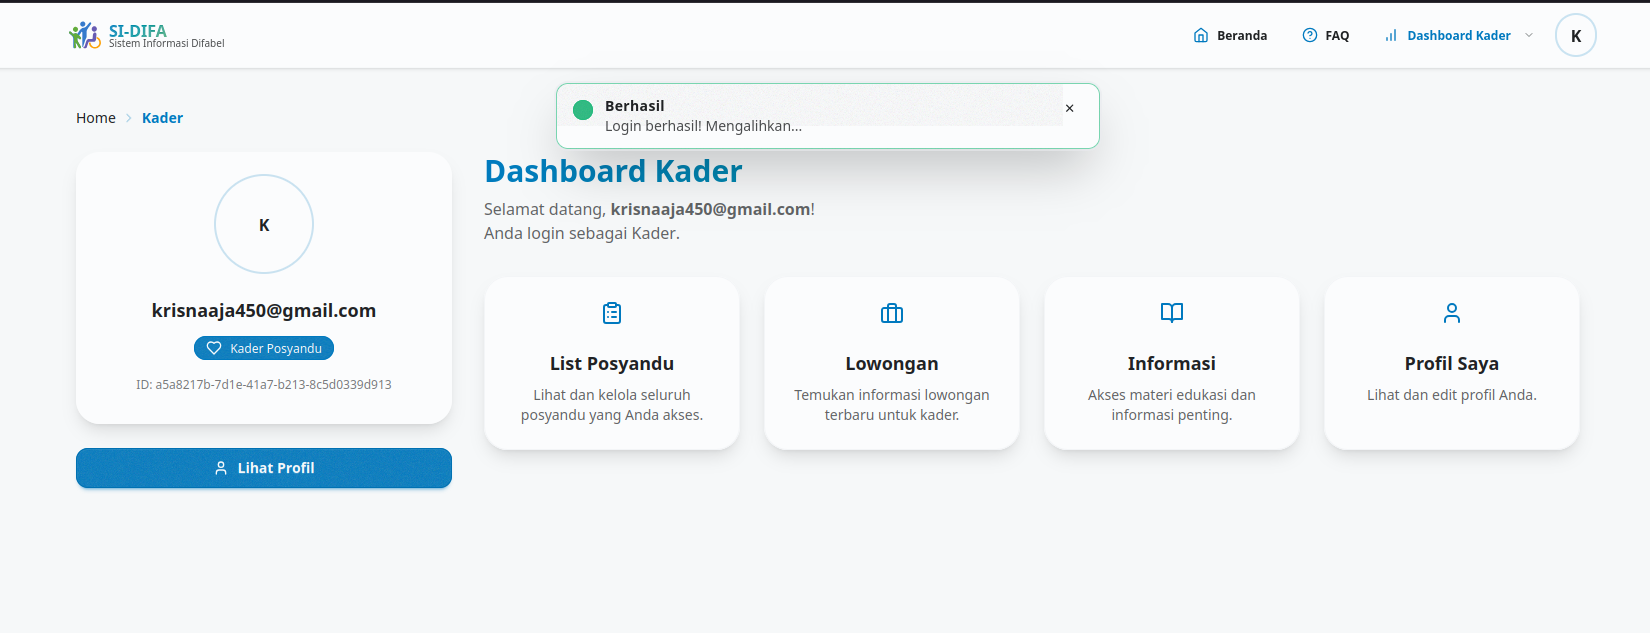 SI-DIFA
Sistem Informasi Difabel
Beranda
FAQ
Dashboard Kader
K
Berhasil
Login berhasil! Mengalihkan...
×
Home
Kader
K
krisnaaja450@gmail.com
Kader Posyandu
ID: a5a8217b-7d1e-41a7-b213-8c5d0339d913
Lihat Profil
Dashboard Kader
Selamat datang, krisnaaja450@gmail.com!
Anda login sebagai Kader.
List Posyandu
Lihat dan kelola seluruh
posyandu yang Anda akses.
Lowongan
Temukan informasi lowongan
terbaru untuk kader.
Informasi
Akses materi edukasi dan
informasi penting.
Profil Saya
Lihat dan edit profil Anda.